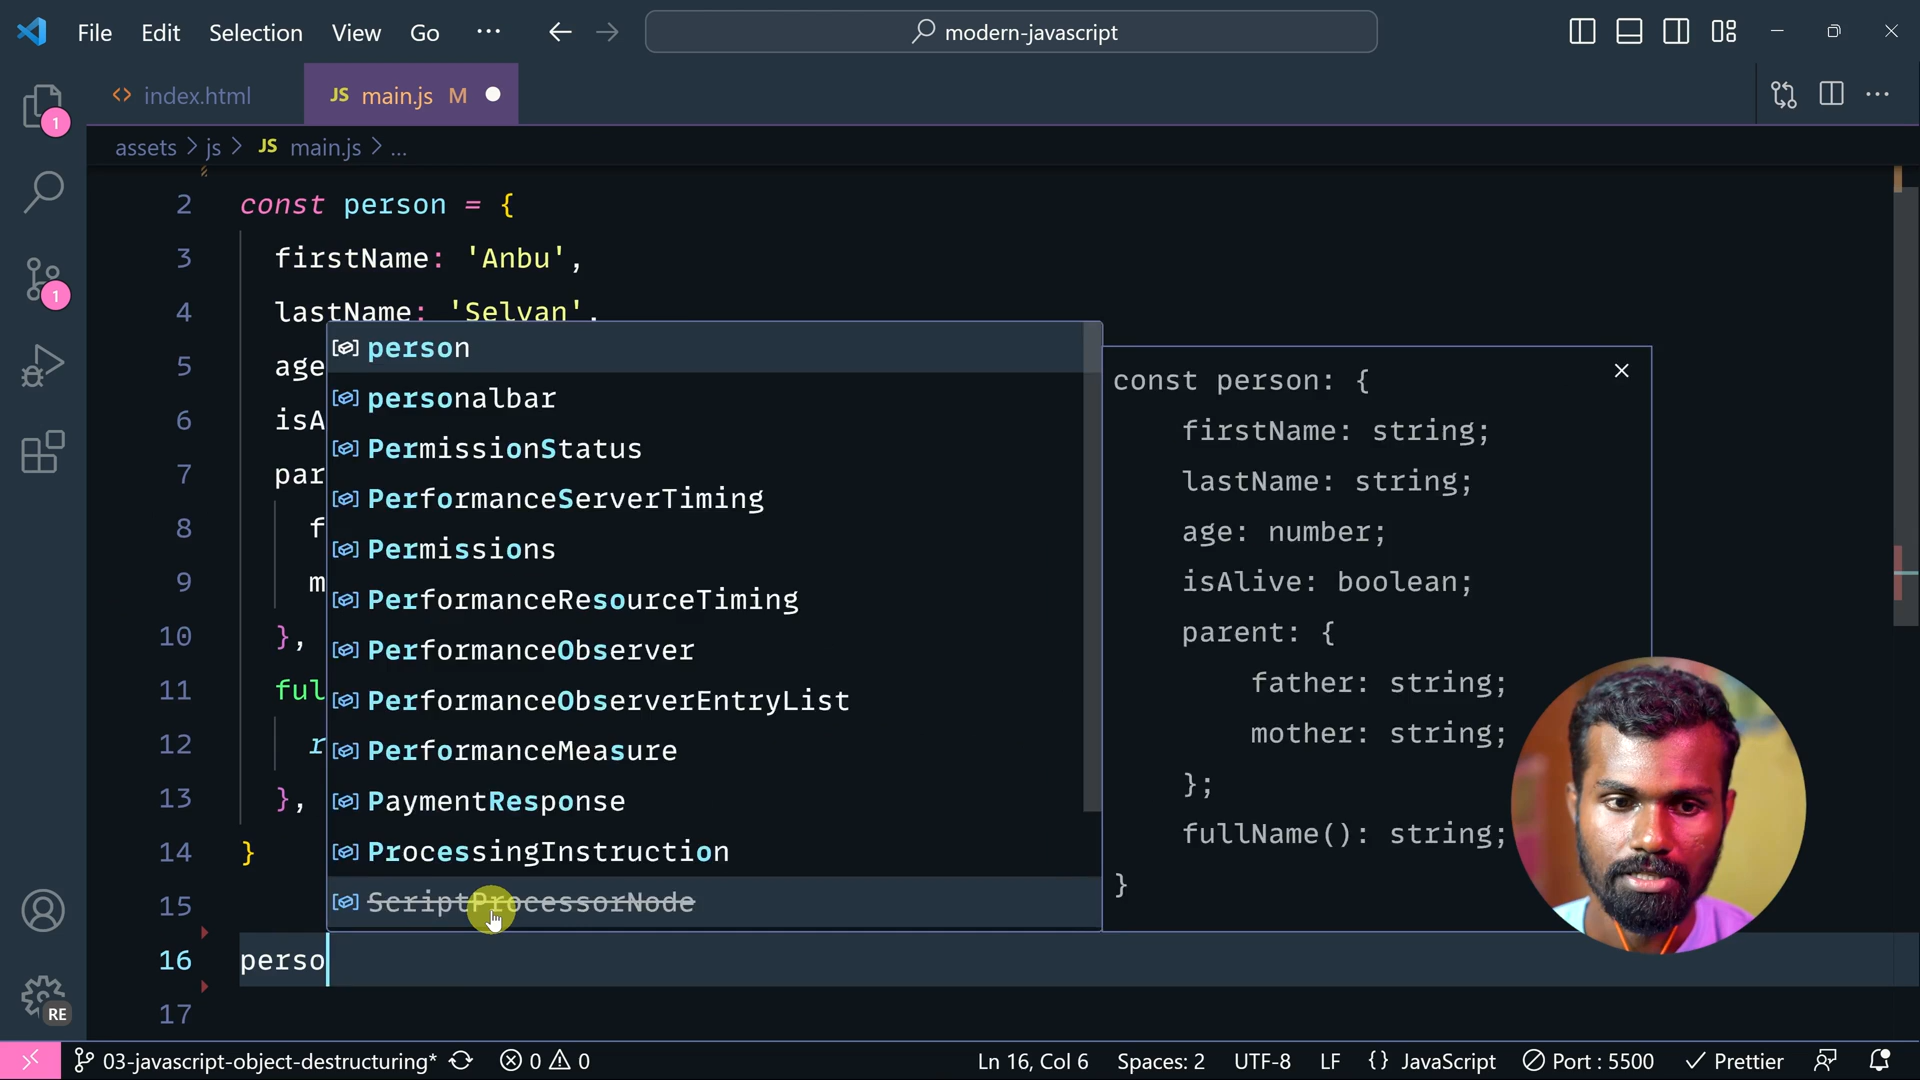 File Edit Selection View Go ··· modern-javascript
index.html JS main.js M
1
assets > js > JS main.js > ...
2 const person = {
3 firstName: 'Anbu',
4 lastName: 'Selvan',
5 age
6 isA
7 par
8 f
9 m
10 },
11 ful
12 r
13 },
14 }
15
16 perso
17
person
personalbar
PermissionStatus
PerformanceServerTiming
Permissions
PerformanceResourceTiming
PerformanceObserver
PerformanceObserverEntryList
PerformanceMeasure
PaymentResponse
ProcessingInstruction
ScriptProcessorNode
const person: {
firstName: string;
lastName: string;
age: number;
isAlive: boolean;
parent: {
father: string;
mother: string;
};
fullName(): string;
}
1
RE
03-javascript-object-destructuring* 0 0 Ln 16, Col 6 Spaces: 2 UTF-8 LF {} JavaScript Port : 5500 Prettier